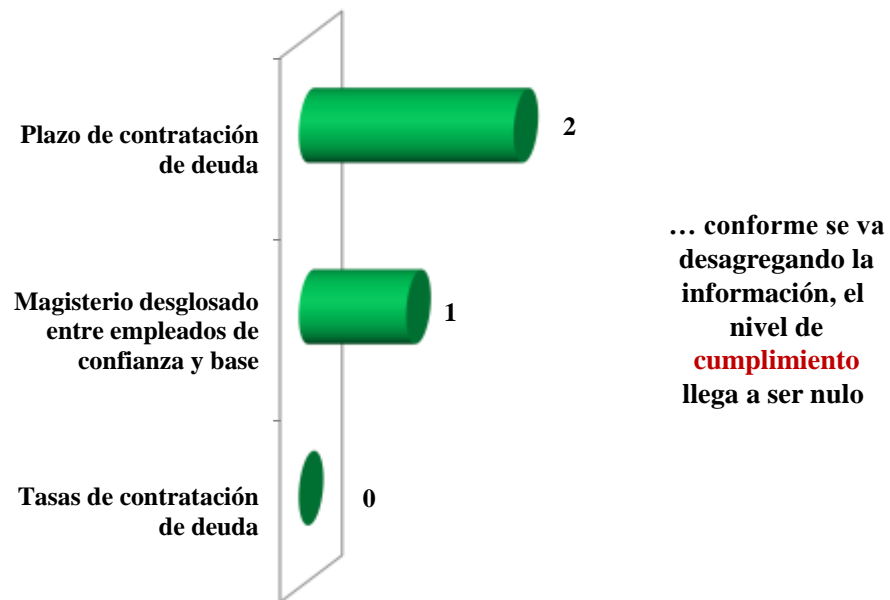 Plazo de contratación
de deuda
2
Magisterio desglosado
entre empleados de
confianza y base
1
Tasas de contratación
de deuda
0
… conforme se va
desagregando la
información, el
nivel de
cumplimiento
llega a ser nulo